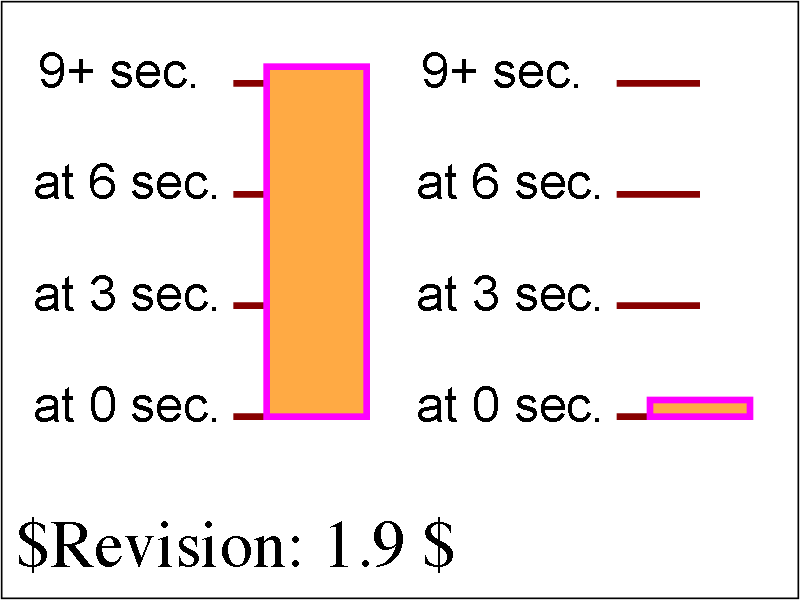 9+ sec. 9+ sec.
at 6 sec. at 6 sec.
at 3 sec. at 3 sec.
at 0 sec. at 0 sec.
$Revision: 1.9 $